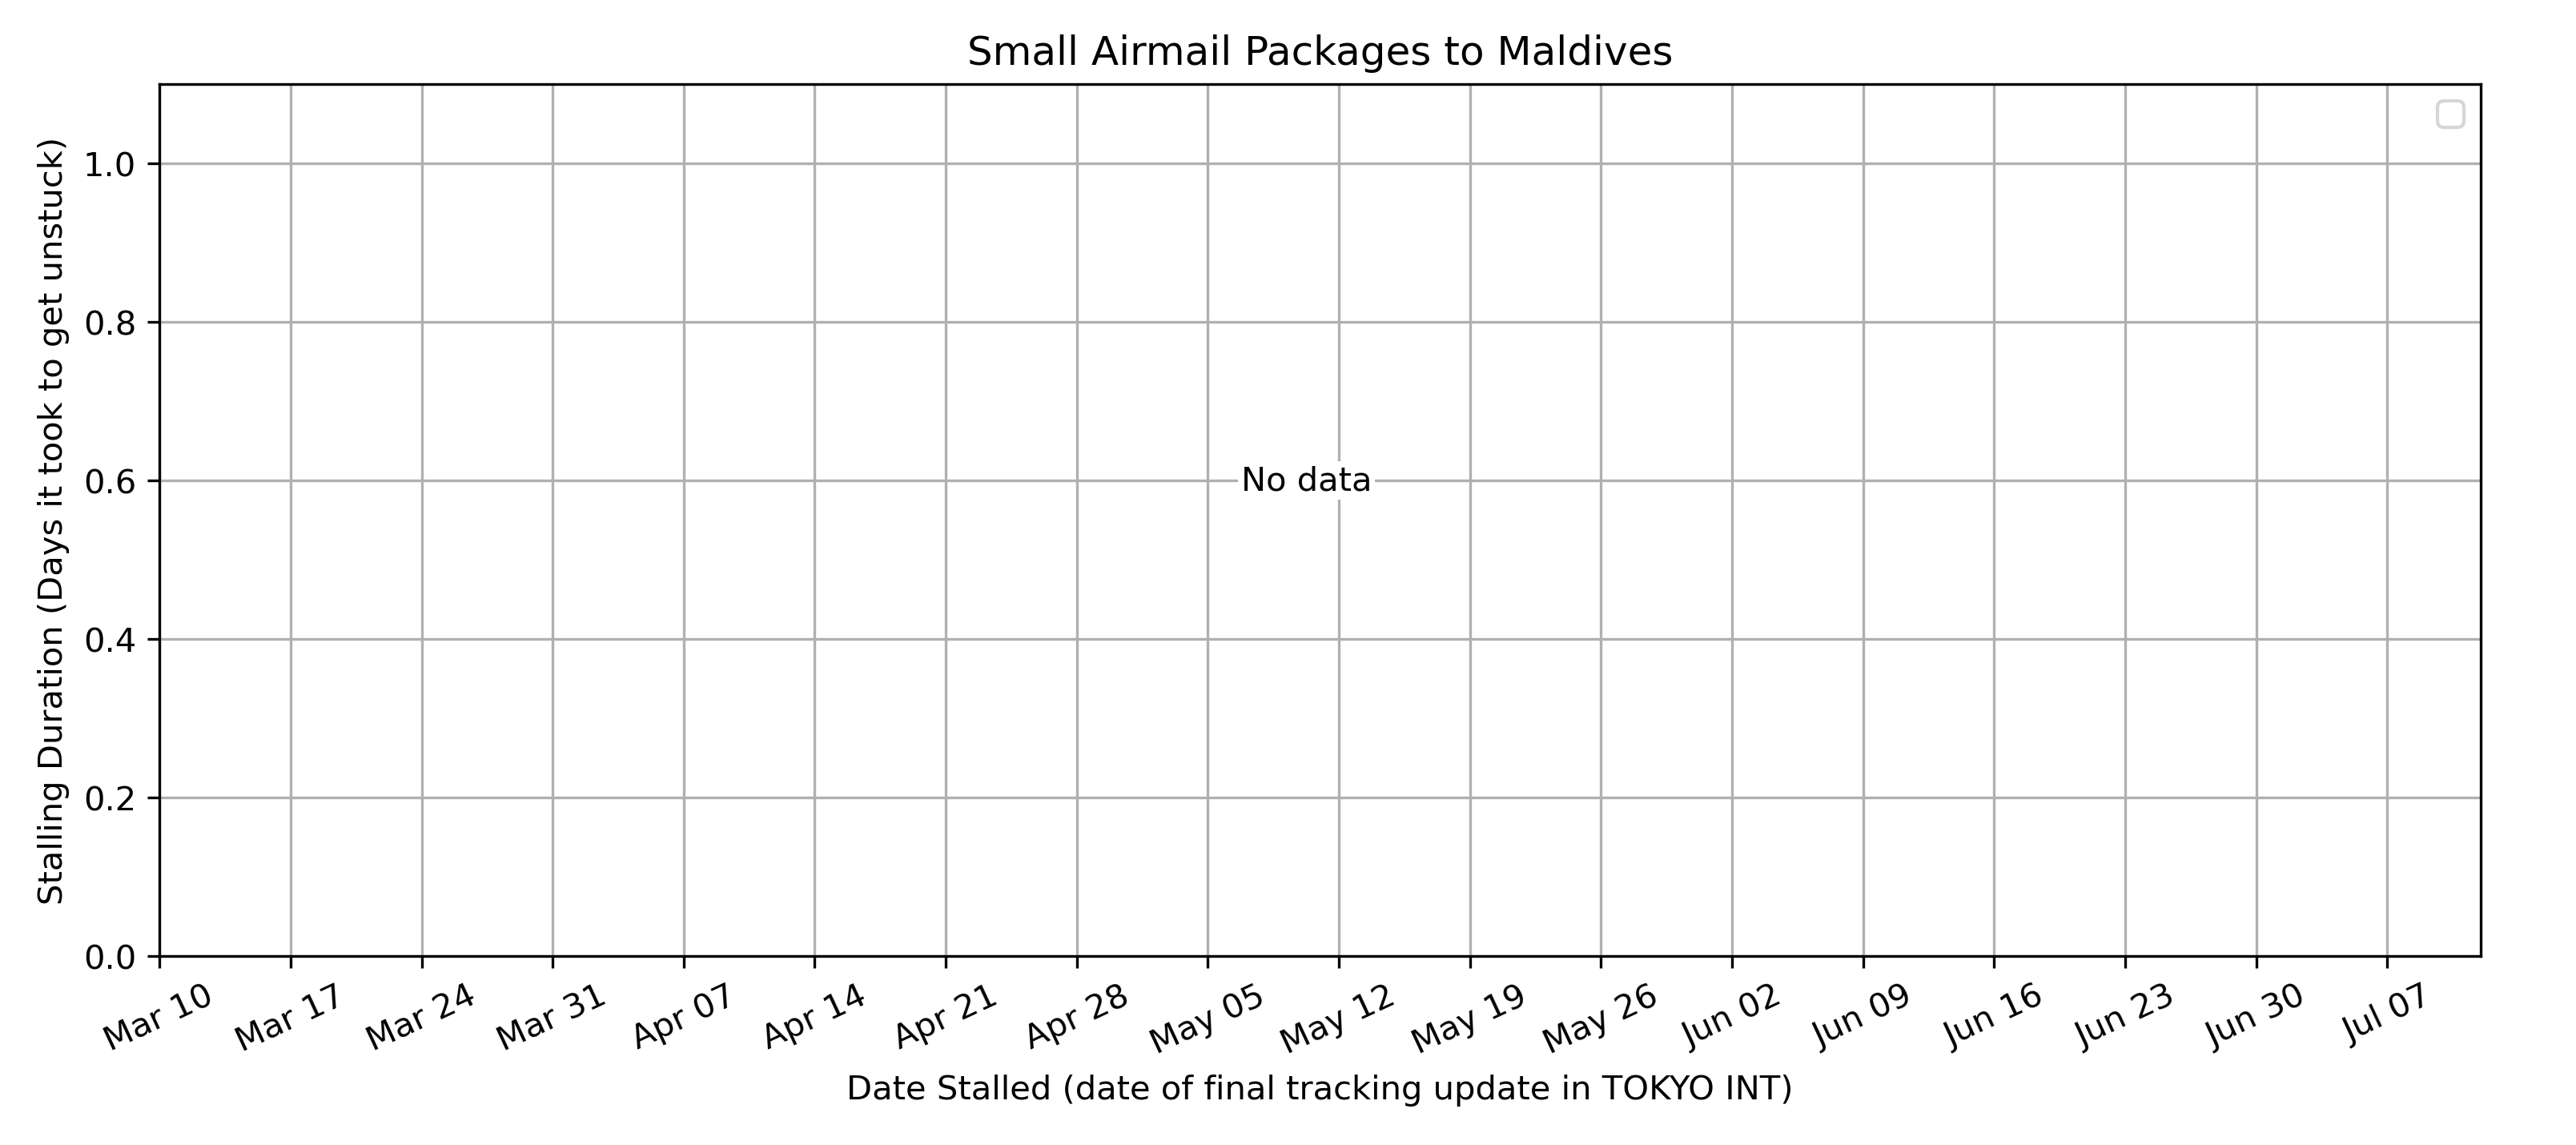 Small Airmail Packages to Maldives
Stalling Duration (Days it took to get unstuck)
1.0
0.8
0.6
0.4
0.2
0.0
No data
Mar 10
Mar 17
Mar 24
Mar 31
Apr 07
Apr 14
Apr 21
Apr 28
May 05
May 12
May 19
May 26
Jun 02
Jun 09
Jun 16
Jun 23
Jun 30
Jul 07
Date Stalled (date of final tracking update in TOKYO INT)